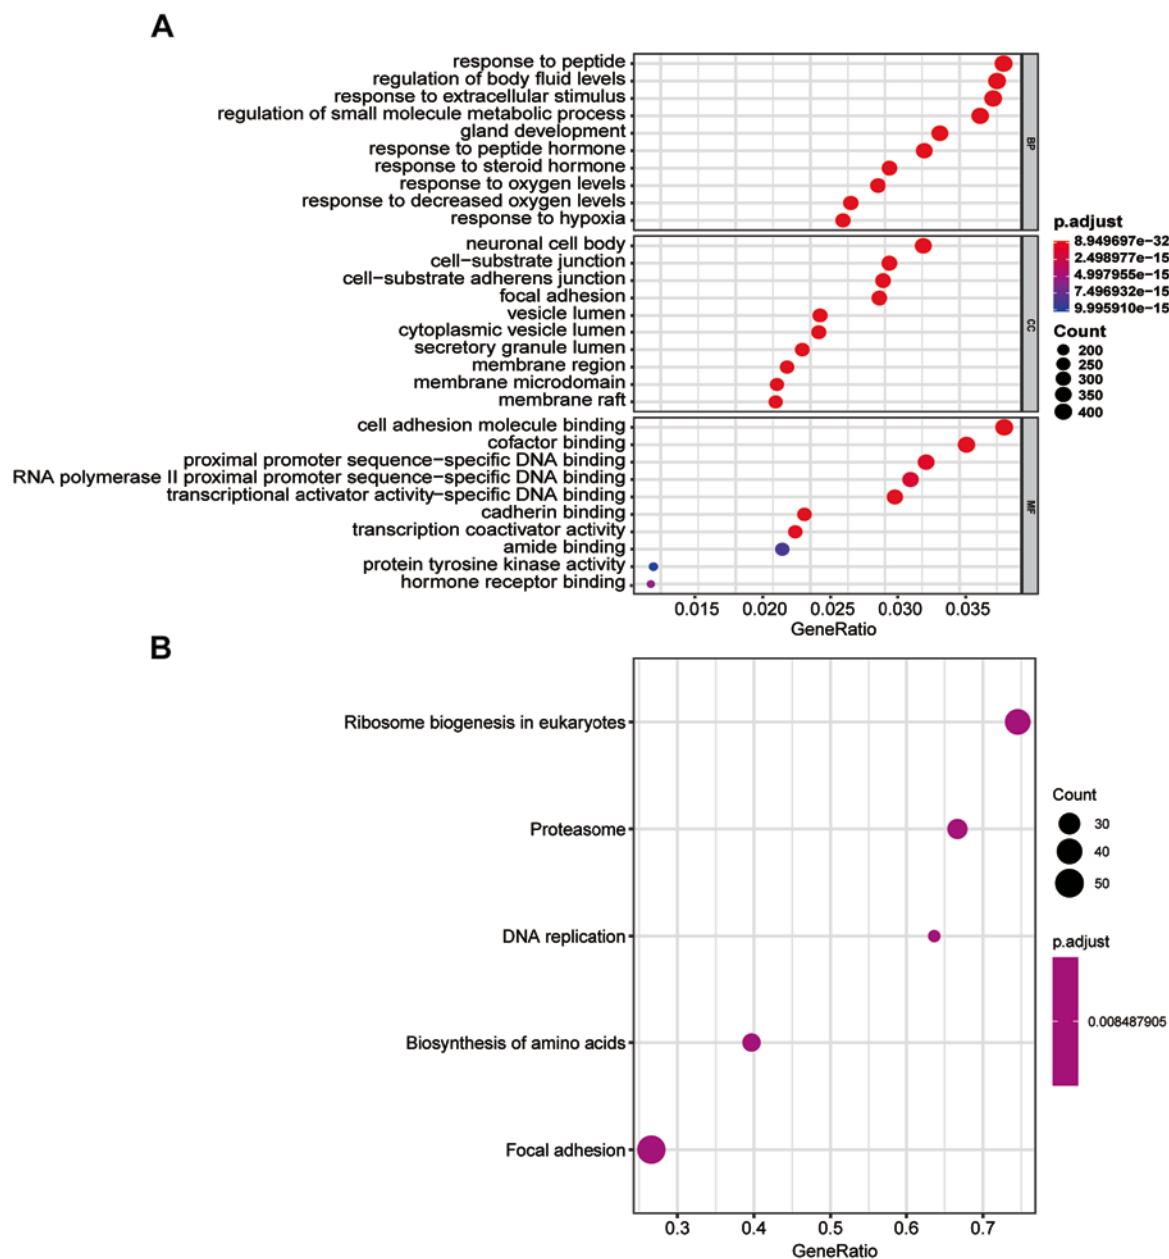 A
response to peptide
regulation of body fluid levels
response to extracellular stimulus
regulation of small molecule metabolic process
gland development
response to peptide hormone
response to steroid hormone
response to oxygen levels
response to decreased oxygen levels
response to hypoxia
BP
neuronal cell body
cell−substrate junction
cell−substrate adherens junction
focal adhesion
vesicle lumen
cytoplasmic vesicle lumen
secretory granule lumen
membrane region
membrane microdomain
membrane raft
CC
cell adhesion molecule binding
cofactor binding
proximal promoter sequence−specific DNA binding
RNA polymerase II proximal promoter sequence−specific DNA binding
transcriptional activator activity−specific DNA binding
cadherin binding
transcription coactivator activity
amide binding
protein tyrosine kinase activity
hormone receptor binding
MF
0.015 0.020 0.025 0.030 0.035
GeneRatio
p.adjust
8.949697e−32
2.498977e−15
4.997955e−15
7.496932e−15
9.995910e−15
Count
200
250
300
350
400
B
Ribosome biogenesis in eukaryotes
Proteasome
DNA replication
Biosynthesis of amino acids
Focal adhesion
0.3 0.4 0.5 0.6 0.7
GeneRatio
Count
30
40
50
p.adjust
0.008487905